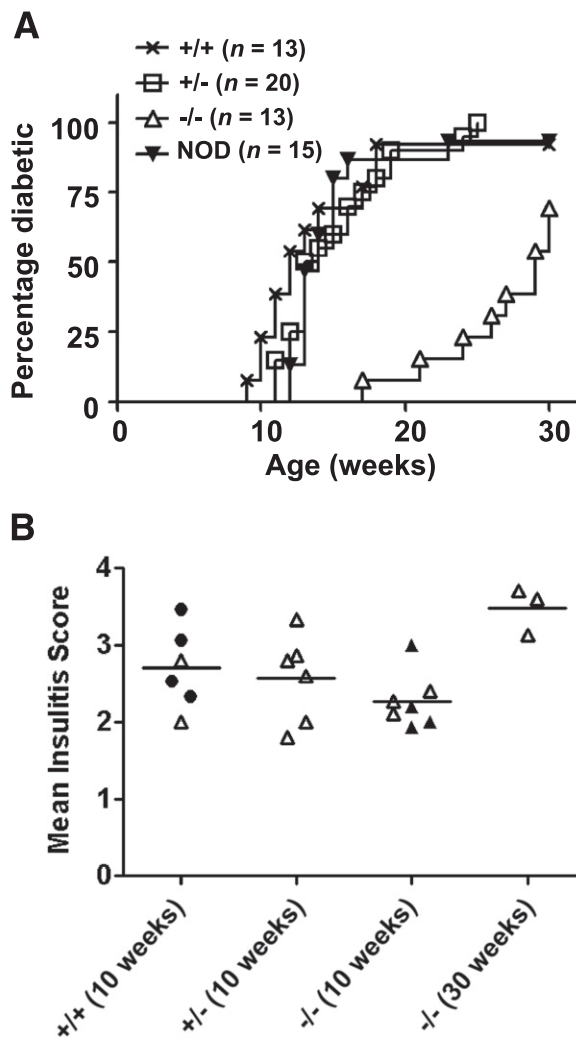 A
+/+ (n = 13)
+/- (n = 20)
-/- (n = 13)
NOD (n = 15)
Percentage diabetic
100
75
50
25
0
0 10 20 30
Age (weeks)
B
Mean Insulitis Score
4
3
2
1
0
+/+ (10 weeks)
+/- (10 weeks)
-/- (10 weeks)
-/- (30 weeks)